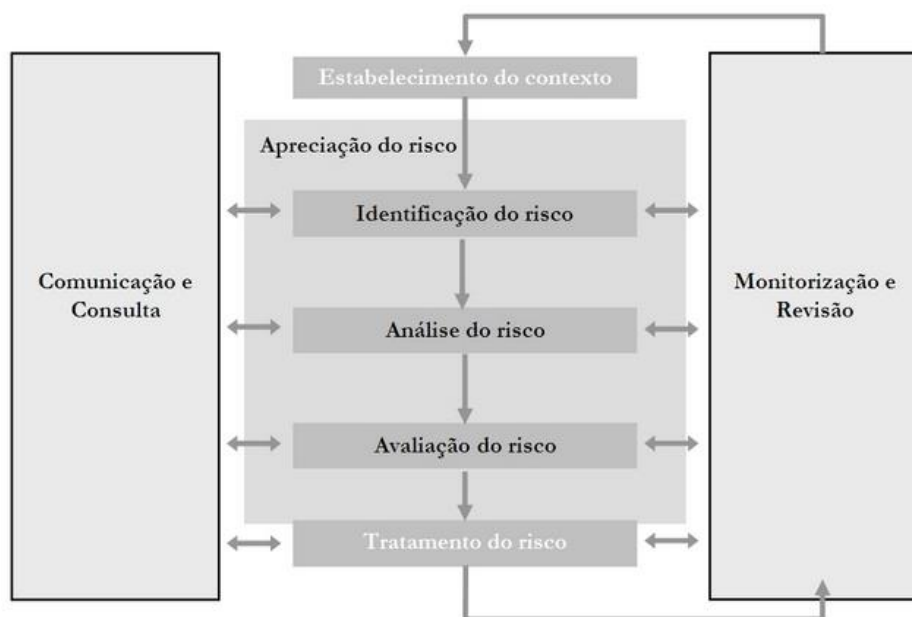 Estabelecimento do contexto
Apreciação do risco
Identificação do risco
Comunicação e
Consulta
Monitorização e
Revisão
Análise do risco
Avaliação do risco
Tratamento do risco